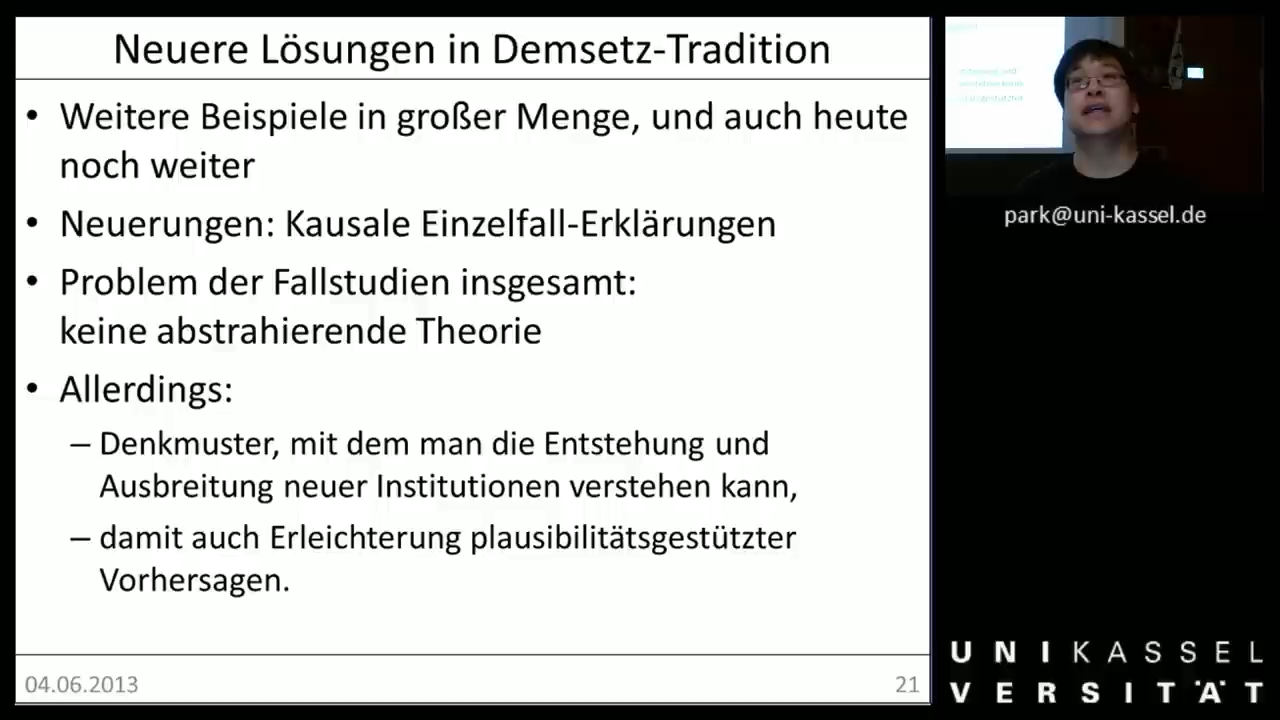 Neuere Lösungen in Demsetz-Tradition
• Weitere Beispiele in großer Menge, und auch heute
noch weiter
• Neuerungen: Kausale Einzelfall-Erklärungen
• Problem der Fallstudien insgesamt:
keine abstrahierende Theorie
• Allerdings:
– Denkmuster, mit dem man die Entstehung und
Ausbreitung neuer Institutionen verstehen kann,
– damit auch Erleichterung plausibilitätsgestützter
Vorhersagen.
04.06.2013
21
park@uni-kassel.de
UNIKASSEL
VERSITÄT